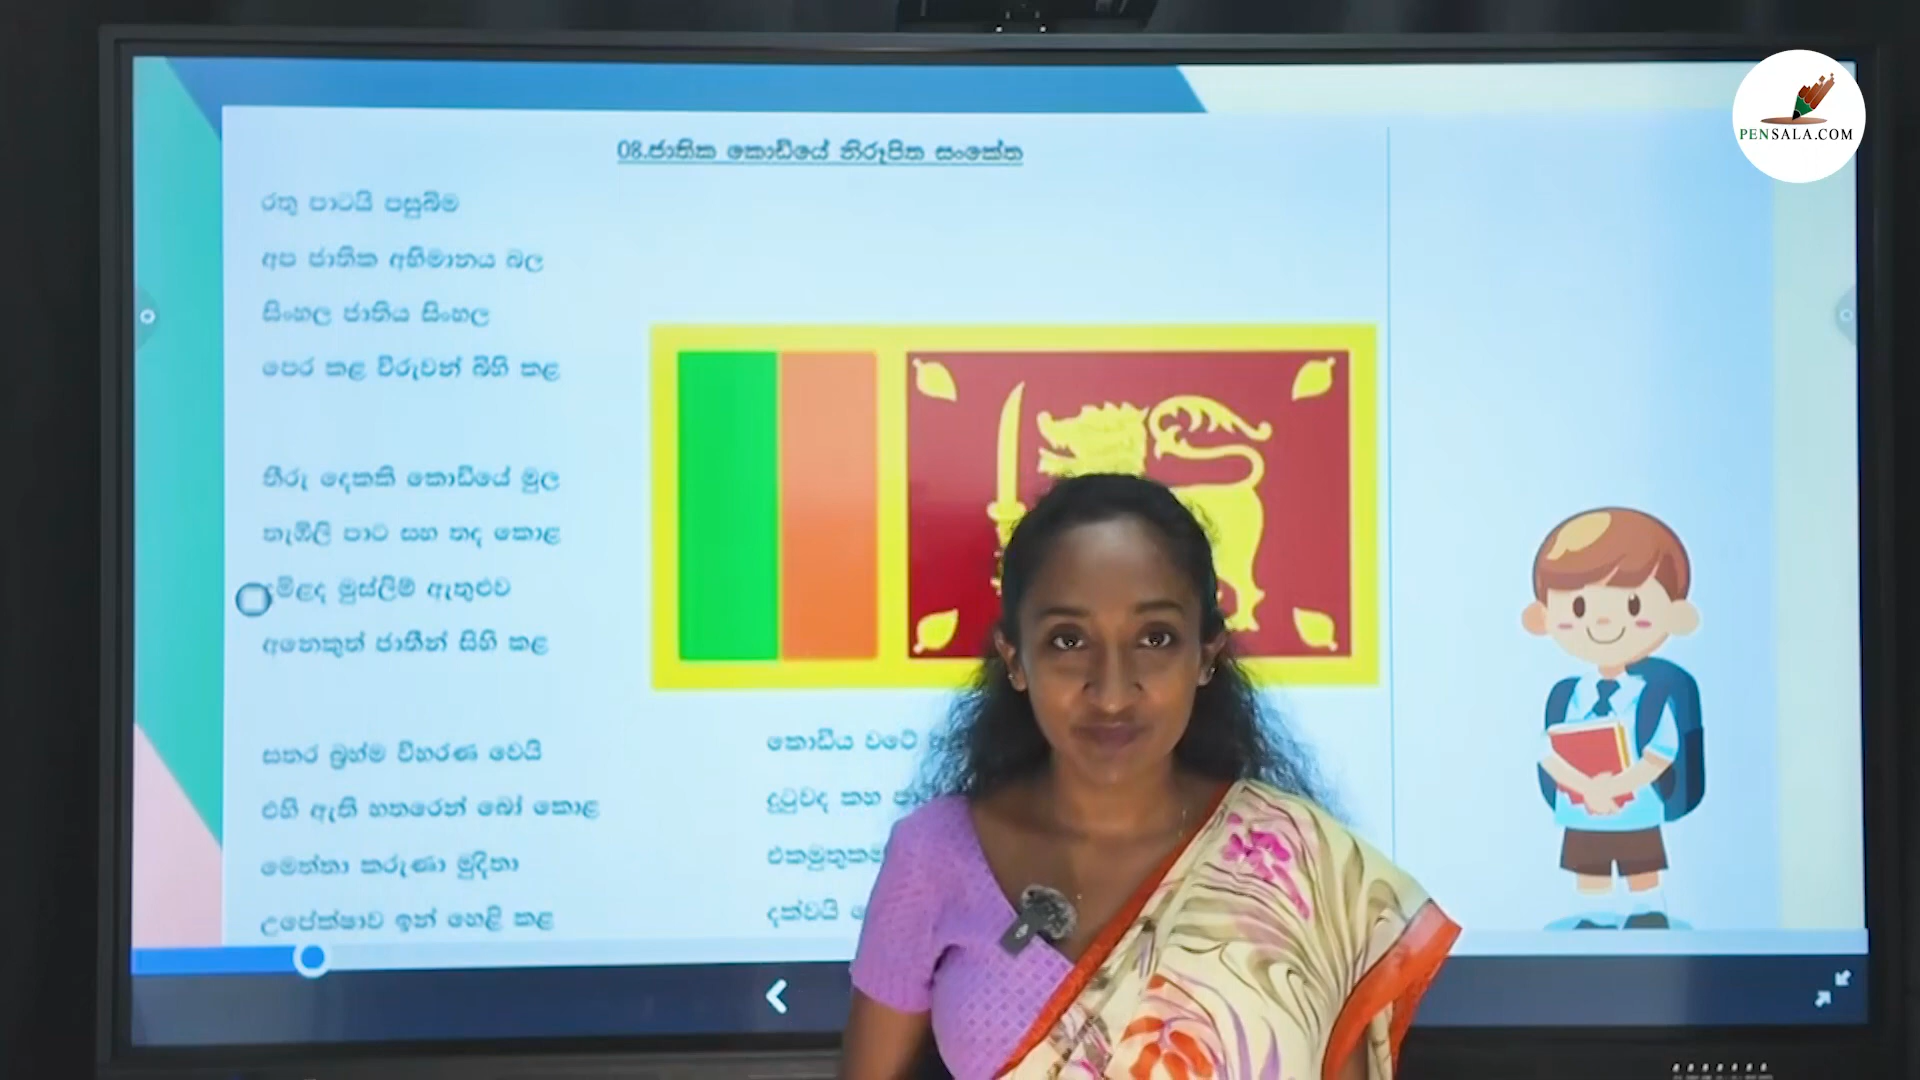 08.ජාතික කොඩියේ නිරූපිත සංකේත
රතු පාටයි පසුබිම
අප ජාතික අභිමානය බල
සිංහල ජාතිය සිංහල
පෙර කළ විරුවන් බිහි කළ
තීරු දෙකකි කොඩියේ මුල
තැඹිලි පාට සහ තද කොළ
මුස්ලිම් ඇතුළුව
අනෙකුත් ජාතීන් සිහි කළ
සතර බ්‍රහ්ම විහරණ වෙයි
එහි ඇති හතරෙන් බෝ කොළ
මෙත්තා කරුණා මුදිතා
උපේක්ෂාව ඉන් හෙළි කළ
කොඩිය වටේ
දුටුවද කහ
දක්වයි
PENSALA.COM